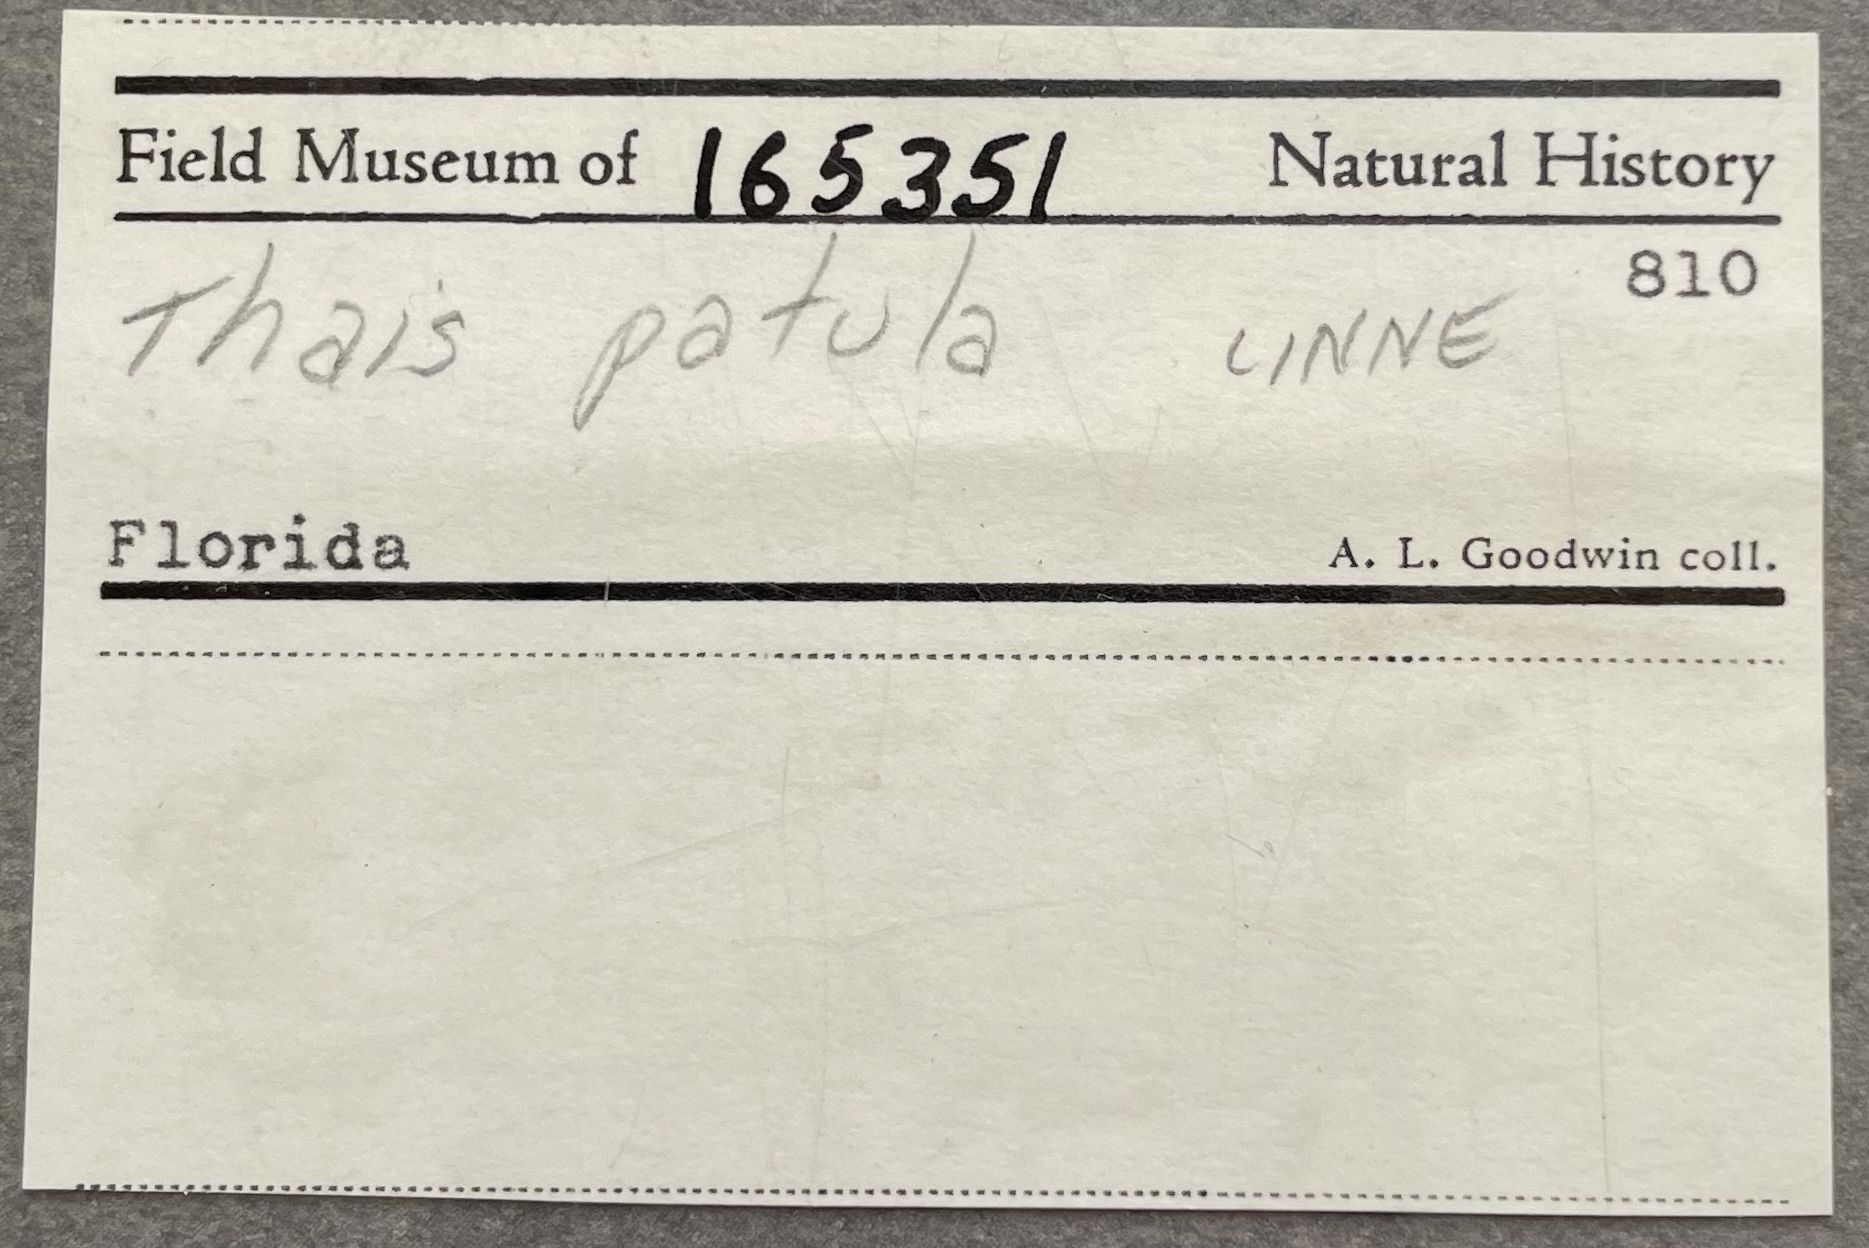 Field Museum of 165351 Natural History
810
Thais patula LINNE
Florida A. L. Goodwin coll.